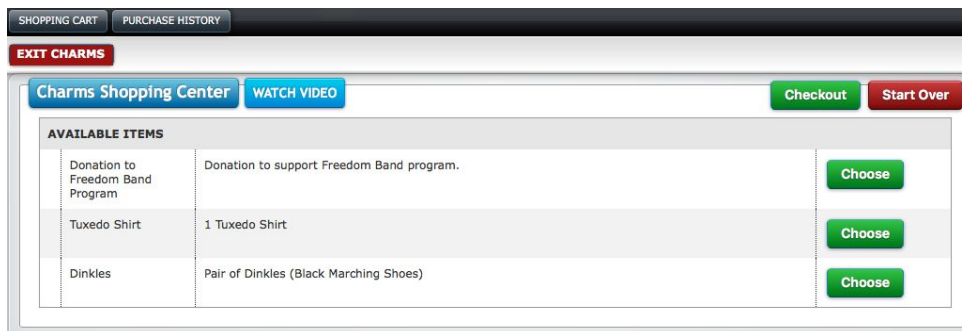 SHOPPING CART PURCHASE HISTORY
EXIT CHARMS
Charms Shopping Center WATCH VIDEO Checkout Start Over
AVAILABLE ITEMS
Donation to Donation to support Freedom Band program. Choose
Freedom Band
Program
Tuxedo Shirt 1 Tuxedo Shirt Choose
Dinkles Pair of Dinkles (Black Marching Shoes) Choose